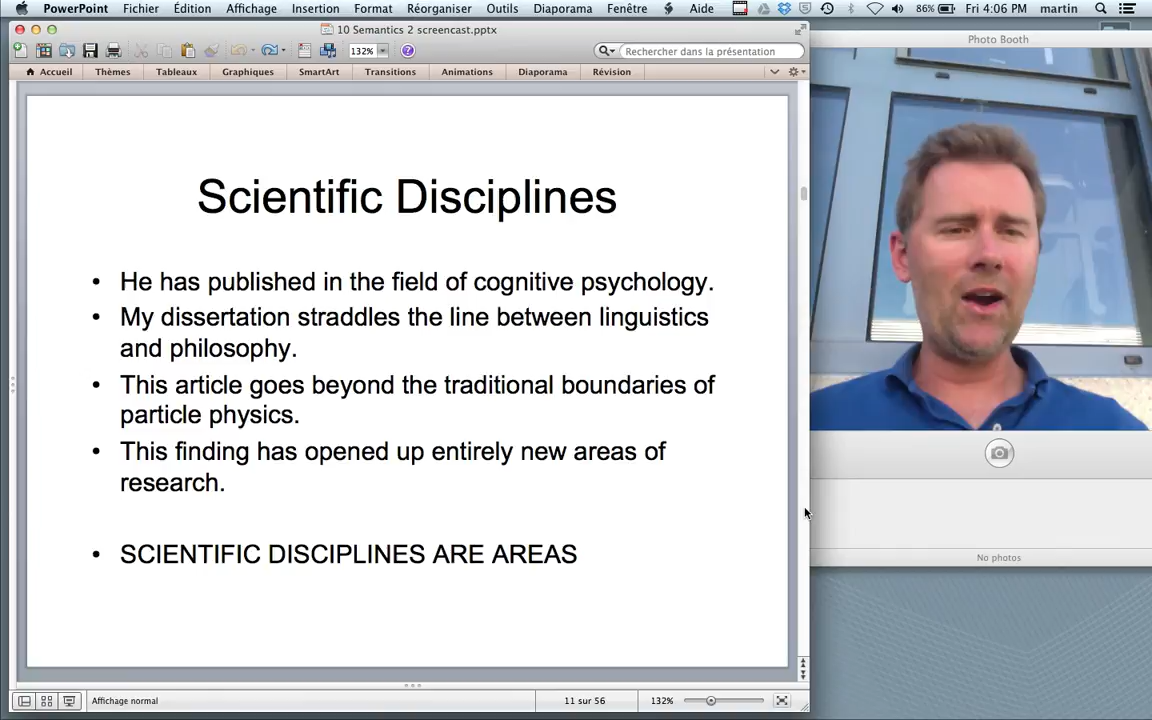 PowerPoint Fichier Édition Affichage Insertion Format Réorganiser Outils Diaporama Fenêtre Aide 86% Fri 4:06 PM martin
10 Semantics 2 screencast.pptx
Photo Booth
132% Rechercher dans la présentation
Accueil Thèmes Tableaux Graphiques SmartArt Transitions Animations Diaporama Révision
Scientific Disciplines
• He has published in the field of cognitive psychology.
• My dissertation straddles the line between linguistics
and philosophy.
• This article goes beyond the traditional boundaries of
particle physics.
• This finding has opened up entirely new areas of
research.
• SCIENTIFIC DISCIPLINES ARE AREAS
No photos
Affichage normal 11 sur 56 132%